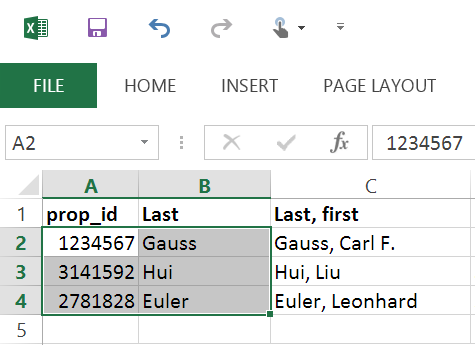 FILE HOME INSERT PAGE LAYOUT
A2 fx 1234567
A B C
1 prop_id Last Last, first
2 1234567 Gauss Gauss, Carl F.
3 3141592 Hui Hui, Liu
4 2781828 Euler Euler, Leonhard
5